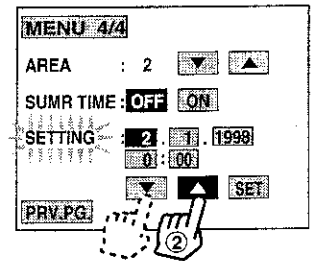 MENU 4/4
AREA : 2 ▼ ▲
SUMR TIME : OFF ON
SETTING : 2 . 1 . 1998
0 : 00
▼ ▲ SET
PRV.PG.
②